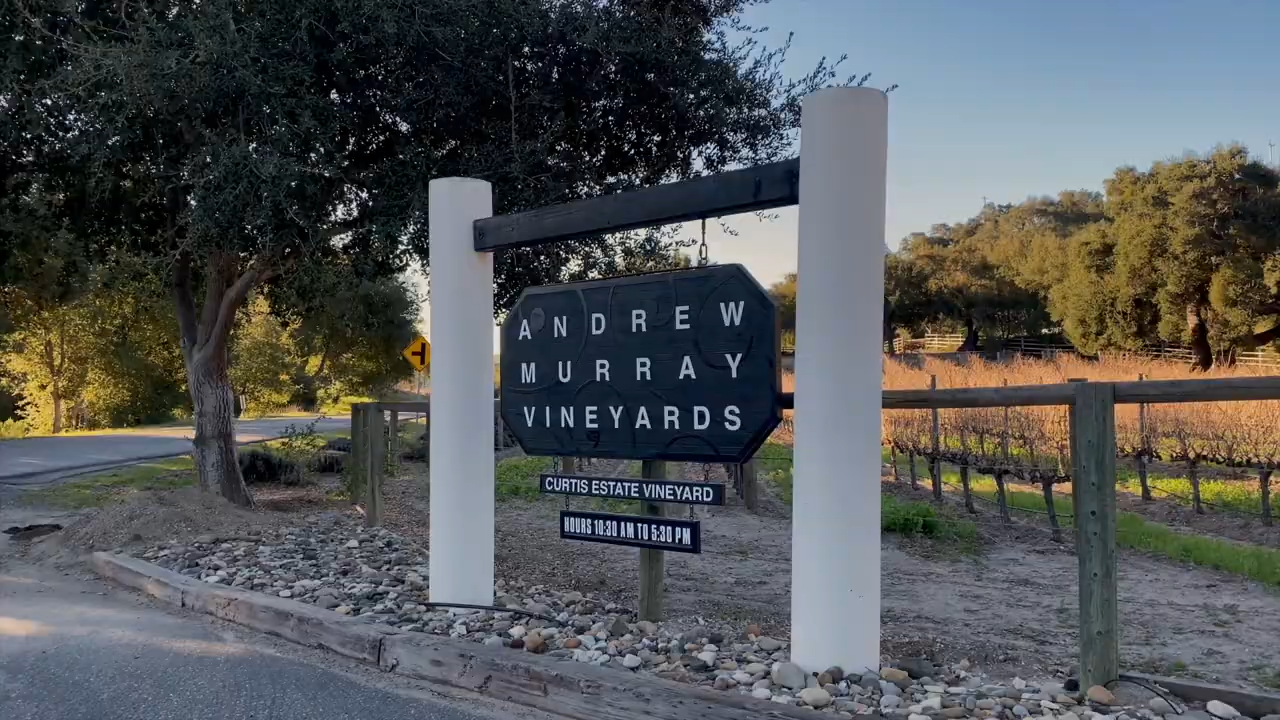 ANDREW
MURRAY
VINEYARDS
CURTIS ESTATE VINEYARD
HOURS 10:30 AM TO 5:30 PM